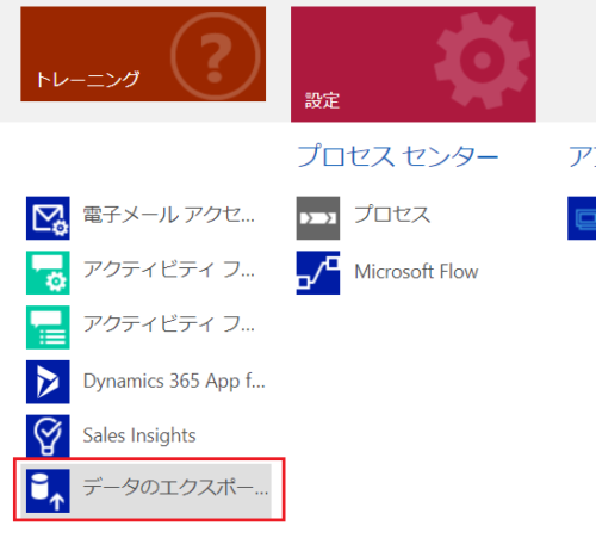 トレーニング
設定
プロセス センター
電子メール アクセ...
アクティビティ フ...
アクティビティ フ...
Dynamics 365 App f...
Sales Insights
データのエクスポー...
プロセス
Microsoft Flow